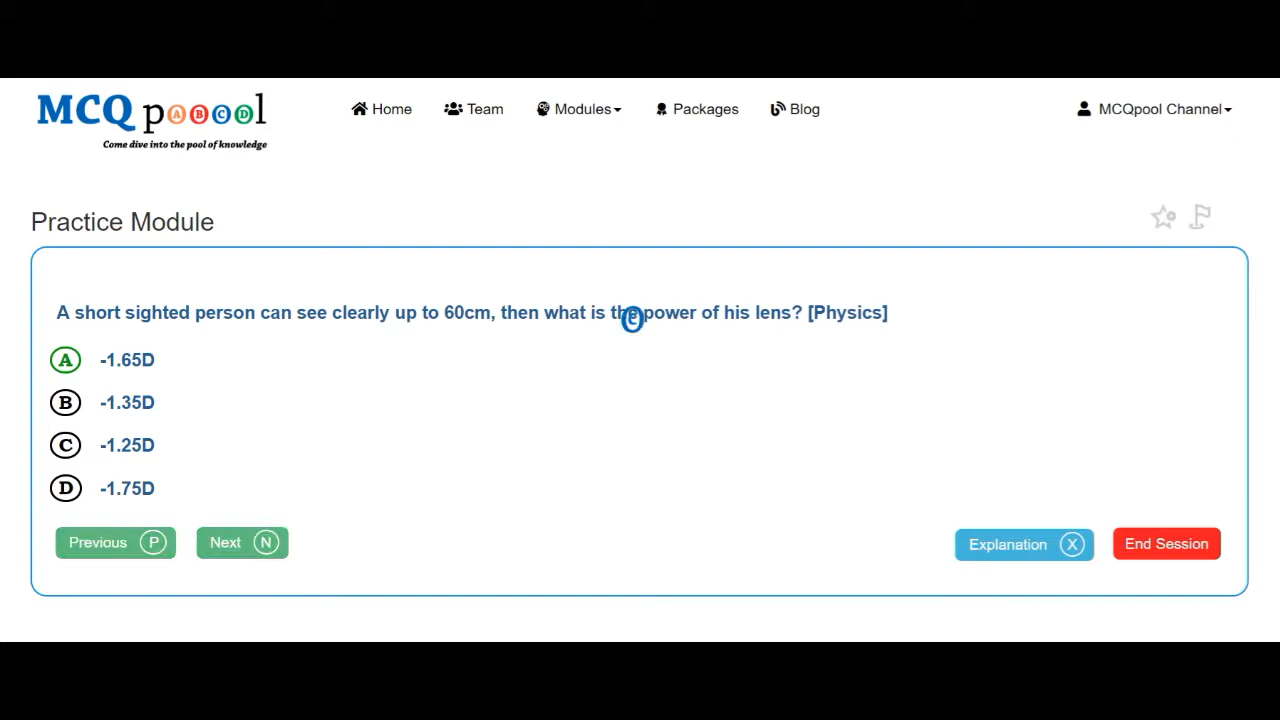 MCQ pABCDl
Come dive into the pool of knowledge
Home Team Modules Packages Blog MCQpool Channel
Practice Module
A short sighted person can see clearly up to 60cm, then what is the power of his lens? [Physics]
C
A -1.65D
B -1.35D
C -1.25D
D -1.75D
Previous P Next N Explanation X End Session